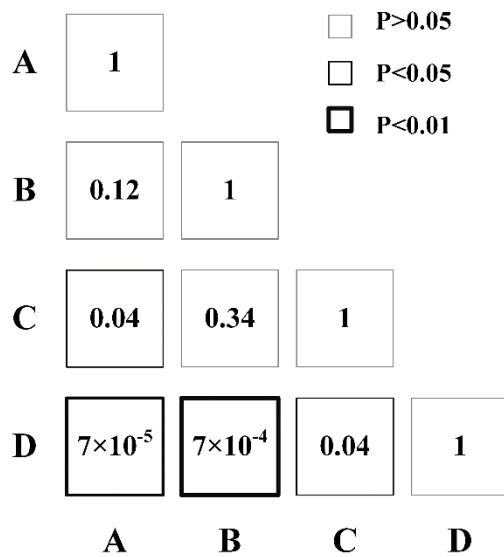 P>0.05
A 1
P<0.05
P<0.01
B 0.12 1
C 0.04 0.34 1
D 7×10⁻⁵ 7×10⁻⁴ 0.04 1
A B C D